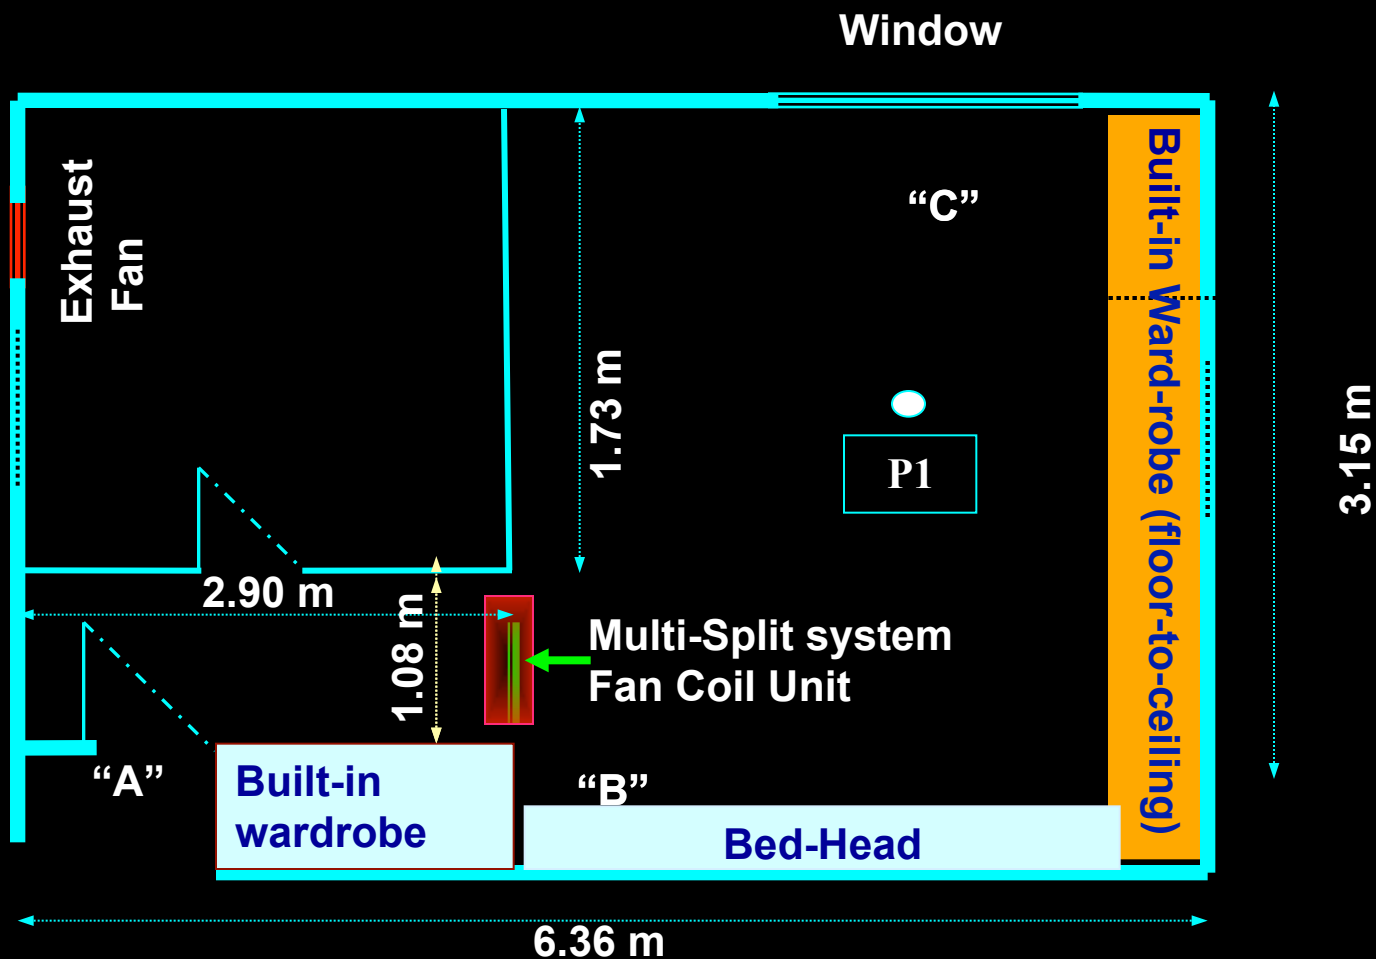 Window
Exhaust
Fan
“C”
1.73 m
P1
3.15 m
Built-in Ward-robe (floor-to-ceiling)
2.90 m
1.08 m
Multi-Split system
Fan Coil Unit
“A”
Built-in
wardrobe
“B”
Bed-Head
6.36 m